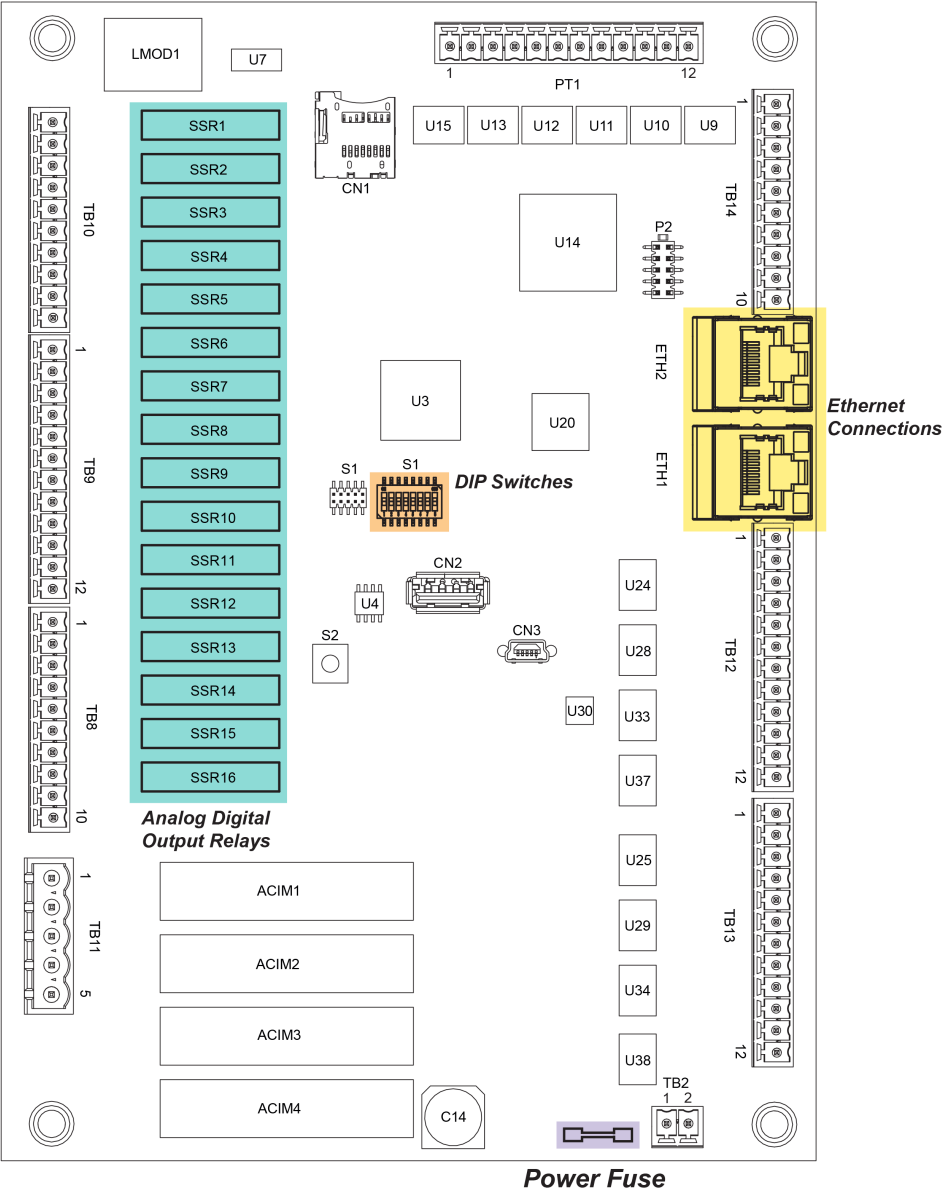 LMOD1
U7
1
12
PT1
CN1
U15
U13
U12
U11
U10
U9
1
TB14
10
TB10
SSR1
SSR2
SSR3
SSR4
SSR5
SSR6
SSR7
SSR8
SSR9
SSR10
SSR11
SSR12
SSR13
SSR14
SSR15
SSR16
Analog Digital
Output Relays
U14
P2
ETH2
ETH1
Ethernet
Connections
U3
U20
S1
S1
DIP Switches
1
TB9
12
1
TB8
10
1
TB11
5
CN2
U4
S2
CN3
U30
U24
U28
U33
U37
U25
U29
U34
U38
1
TB12
12
1
TB13
12
ACIM1
ACIM2
ACIM3
ACIM4
C14
TB2
1
2
Power Fuse